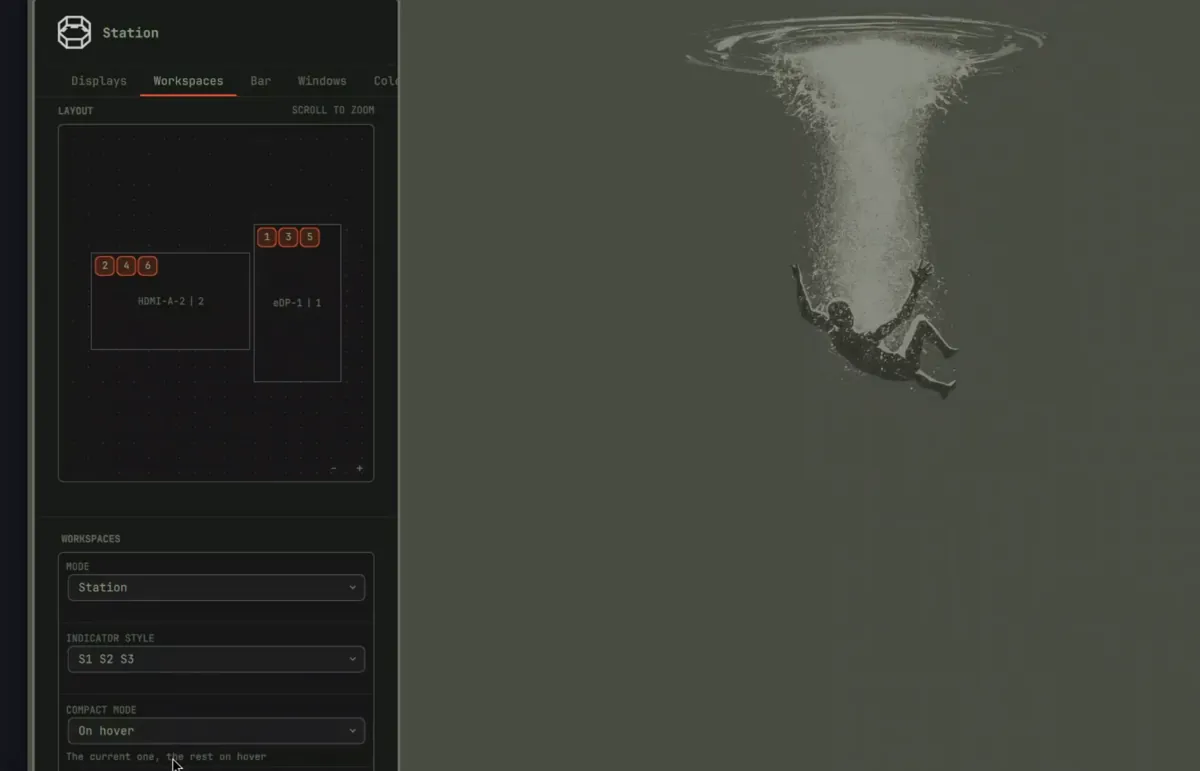 Station
Displays Workspaces Bar Windows Colo
LAYOUT SCROLL TO ZOOM
1 3 5
2 4 6
HDMI-A-2 | 2
eDP-1 | 1
- +
WORKSPACES
MODE
Station
INDICATOR STYLE
S1 S2 S3
COMPACT MODE
On hover
The current one, the rest on hover